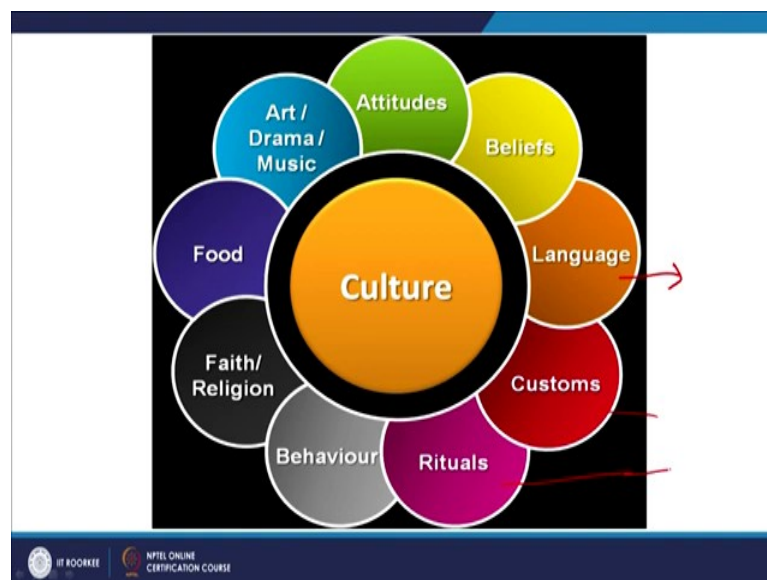 Attitudes
Beliefs
Language
Customs
Rituals
Behaviour
Faith/
Religion
Food
Art /
Drama /
Music
Culture
IIT ROORKEE
NPTEL ONLINE
CERTIFICATION COURSE